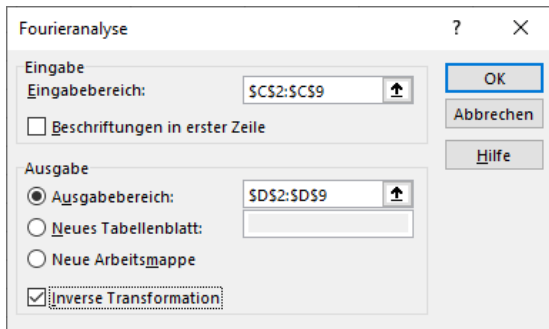 Fourieranalyse ? ×
Eingabe
Eingabebereich: $C$2:$C$9
Beschriftungen in erster Zeile
Ausgabe
Ausgabebereich: $D$2:$D$9
Neues Tabellenblatt:
Neue Arbeitsmappe
Inverse Transformation
OK
Abbrechen
Hilfe